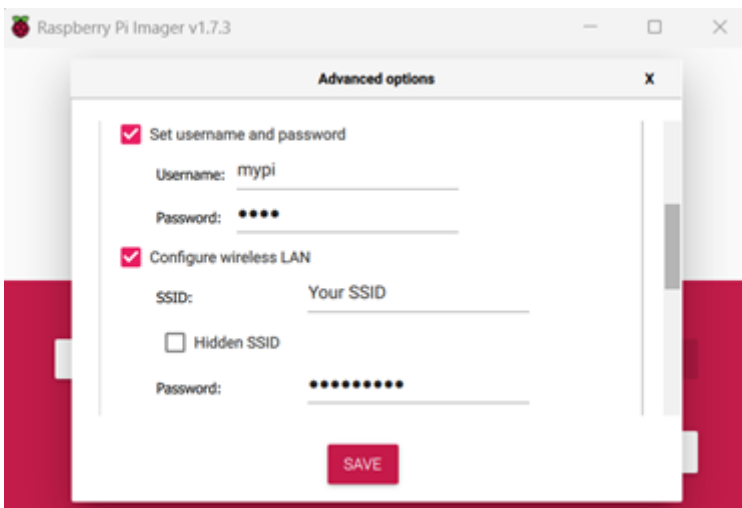 Raspberry Pi Imager v1.7.3
Advanced options
X
Set username and password
Username: mypi
Password: ••••
Configure wireless LAN
SSID: Your SSID
Hidden SSID
Password: •••••••••
SAVE